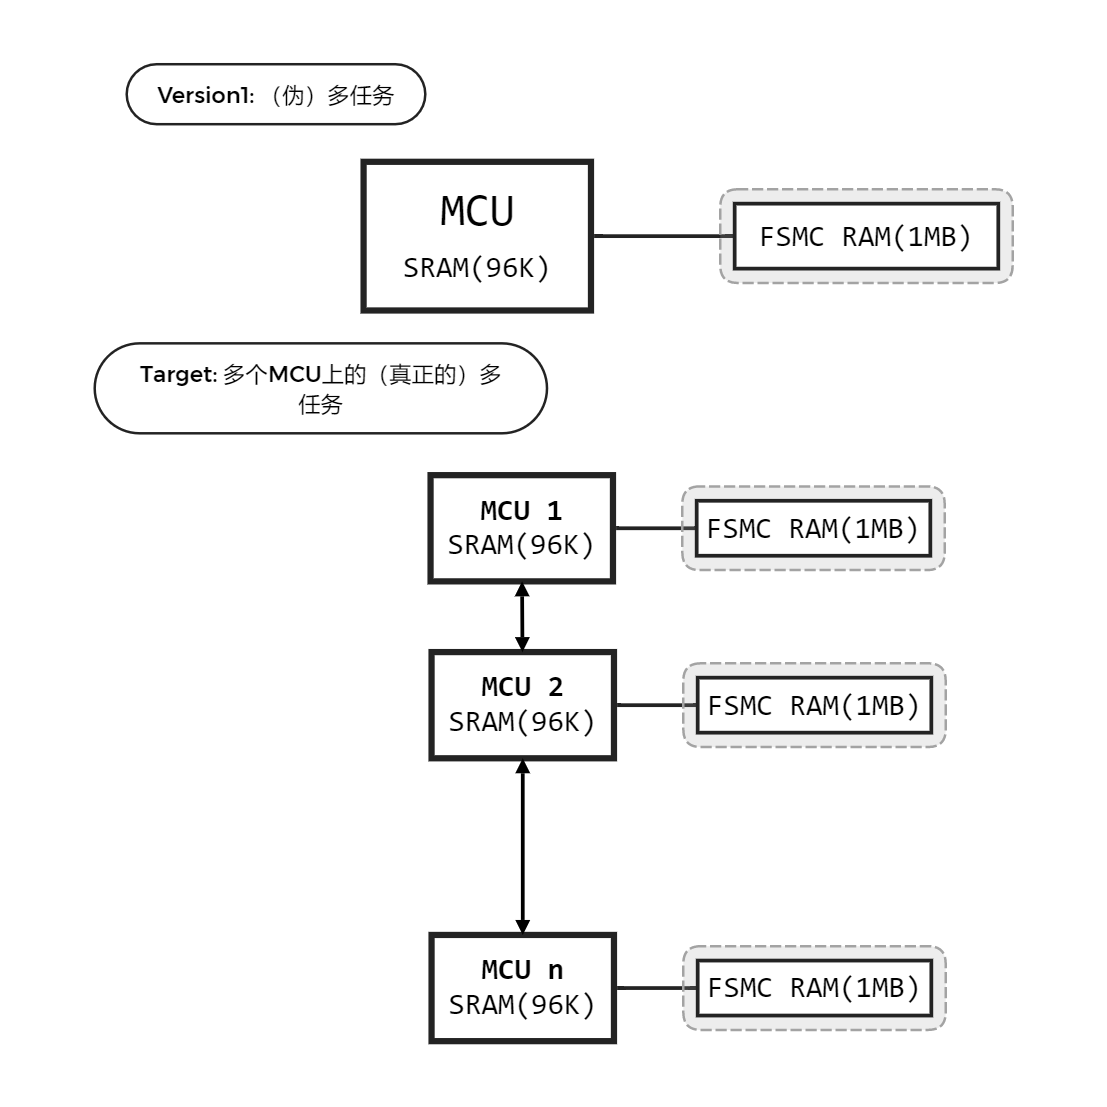 Version1: （伪）多任务
MCU
SRAM(96K)
FSMC RAM(1MB)
Target: 多个MCU上的（真正的）多
任务
MCU 1
SRAM(96K)
FSMC RAM(1MB)
MCU 2
SRAM(96K)
FSMC RAM(1MB)
MCU n
SRAM(96K)
FSMC RAM(1MB)